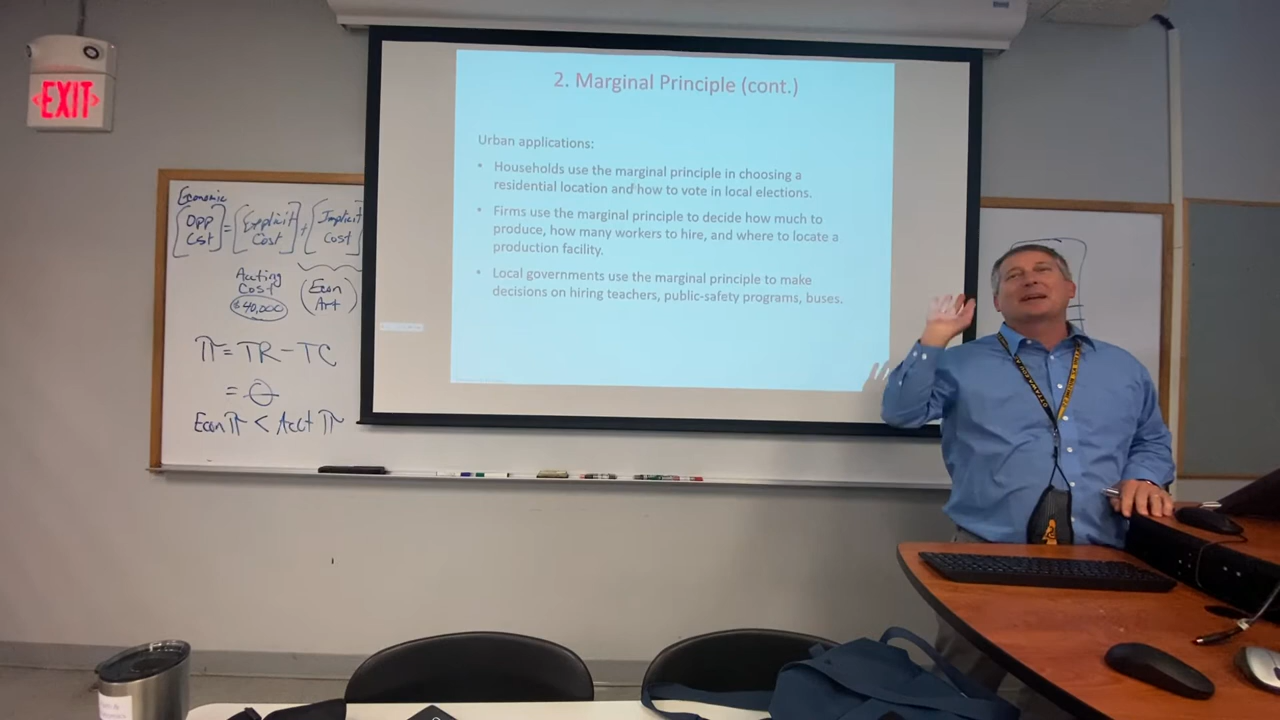 EXIT
2. Marginal Principle (cont.)
Urban applications:
• Households use the marginal principle in choosing a
residential location and how to vote in local elections.
• Firms use the marginal principle to decide how much to
produce, how many workers to hire, and where to locate a
production facility.
• Local governments use the marginal principle to make
decisions on hiring teachers, public-safety programs, buses.
Economic
[Opp Cst] = [Explicit Cost] + [Implicit Cost]
Accting
Cost
$40,000
(Econ
Art)
π = TR - TC
= 0
Econ π < Acct π